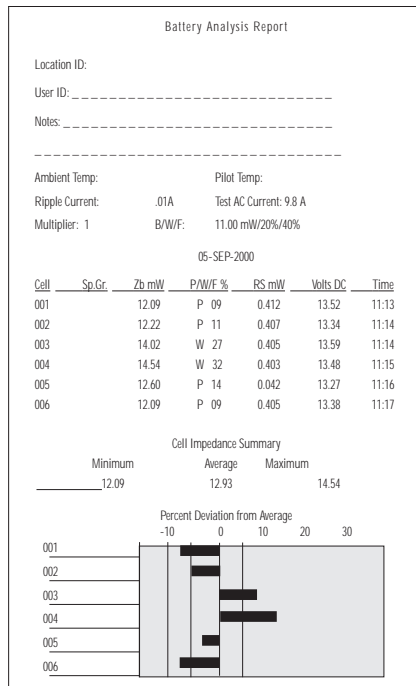 Battery Analysis Report
Location ID:
User ID: _ _ _ _ _ _ _ _ _ _ _ _ _ _ _ _ _ _ _ _ _ _ _ _ _ _ _ _
Notes: _ _ _ _ _ _ _ _ _ _ _ _ _ _ _ _ _ _ _ _ _ _ _ _ _ _ _ _ _
_ _ _ _ _ _ _ _ _ _ _ _ _ _ _ _ _ _ _ _ _ _ _ _ _ _ _ _ _ _ _ _ _
Ambient Temp: Pilot Temp:
Ripple Current: .01A Test AC Current: 9.8 A
Multiplier: 1 B/W/F: 11.00 mW/20%/40%
05-SEP-2000
Cell Sp.Gr. Zb mW P/W/F % RS mW Volts DC Time
001 12.09 P 09 0.412 13.52 11:13
002 12.22 P 11 0.407 13.34 11:14
003 14.02 W 27 0.405 13.59 11:14
004 14.54 W 32 0.403 13.48 11:15
005 12.60 P 14 0.042 13.27 11:16
006 12.09 P 09 0.405 13.38 11:17
Cell Impedance Summary
Minimum Average Maximum
12.09 12.93 14.54
Percent Deviation from Average
-10 0 10 20 30
001
002
003
004
005
006